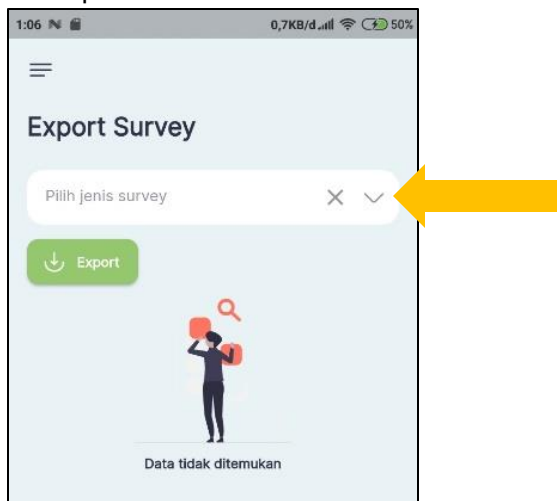 1:06 0,7KB/d 50%
Export Survey
Pilih jenis survey
Export
Data tidak ditemukan